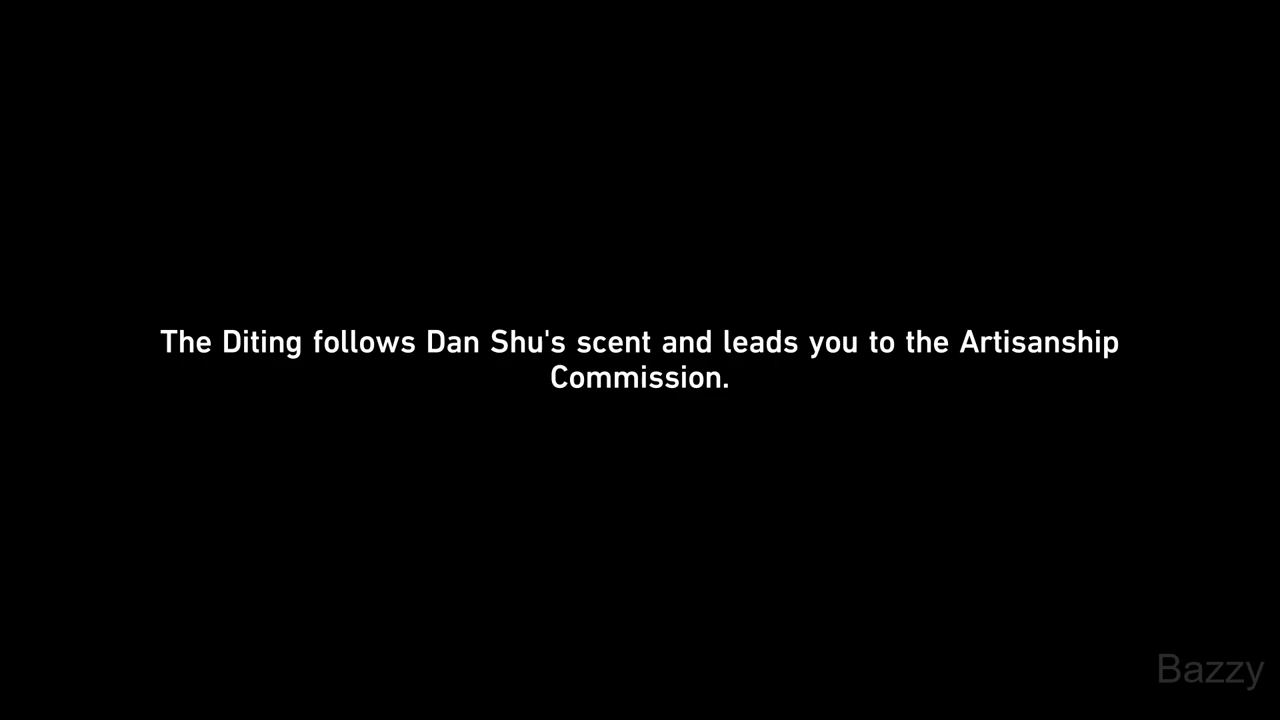 The Diting follows Dan Shu's scent and leads you to the Artisanship
Commission.
Bazzy